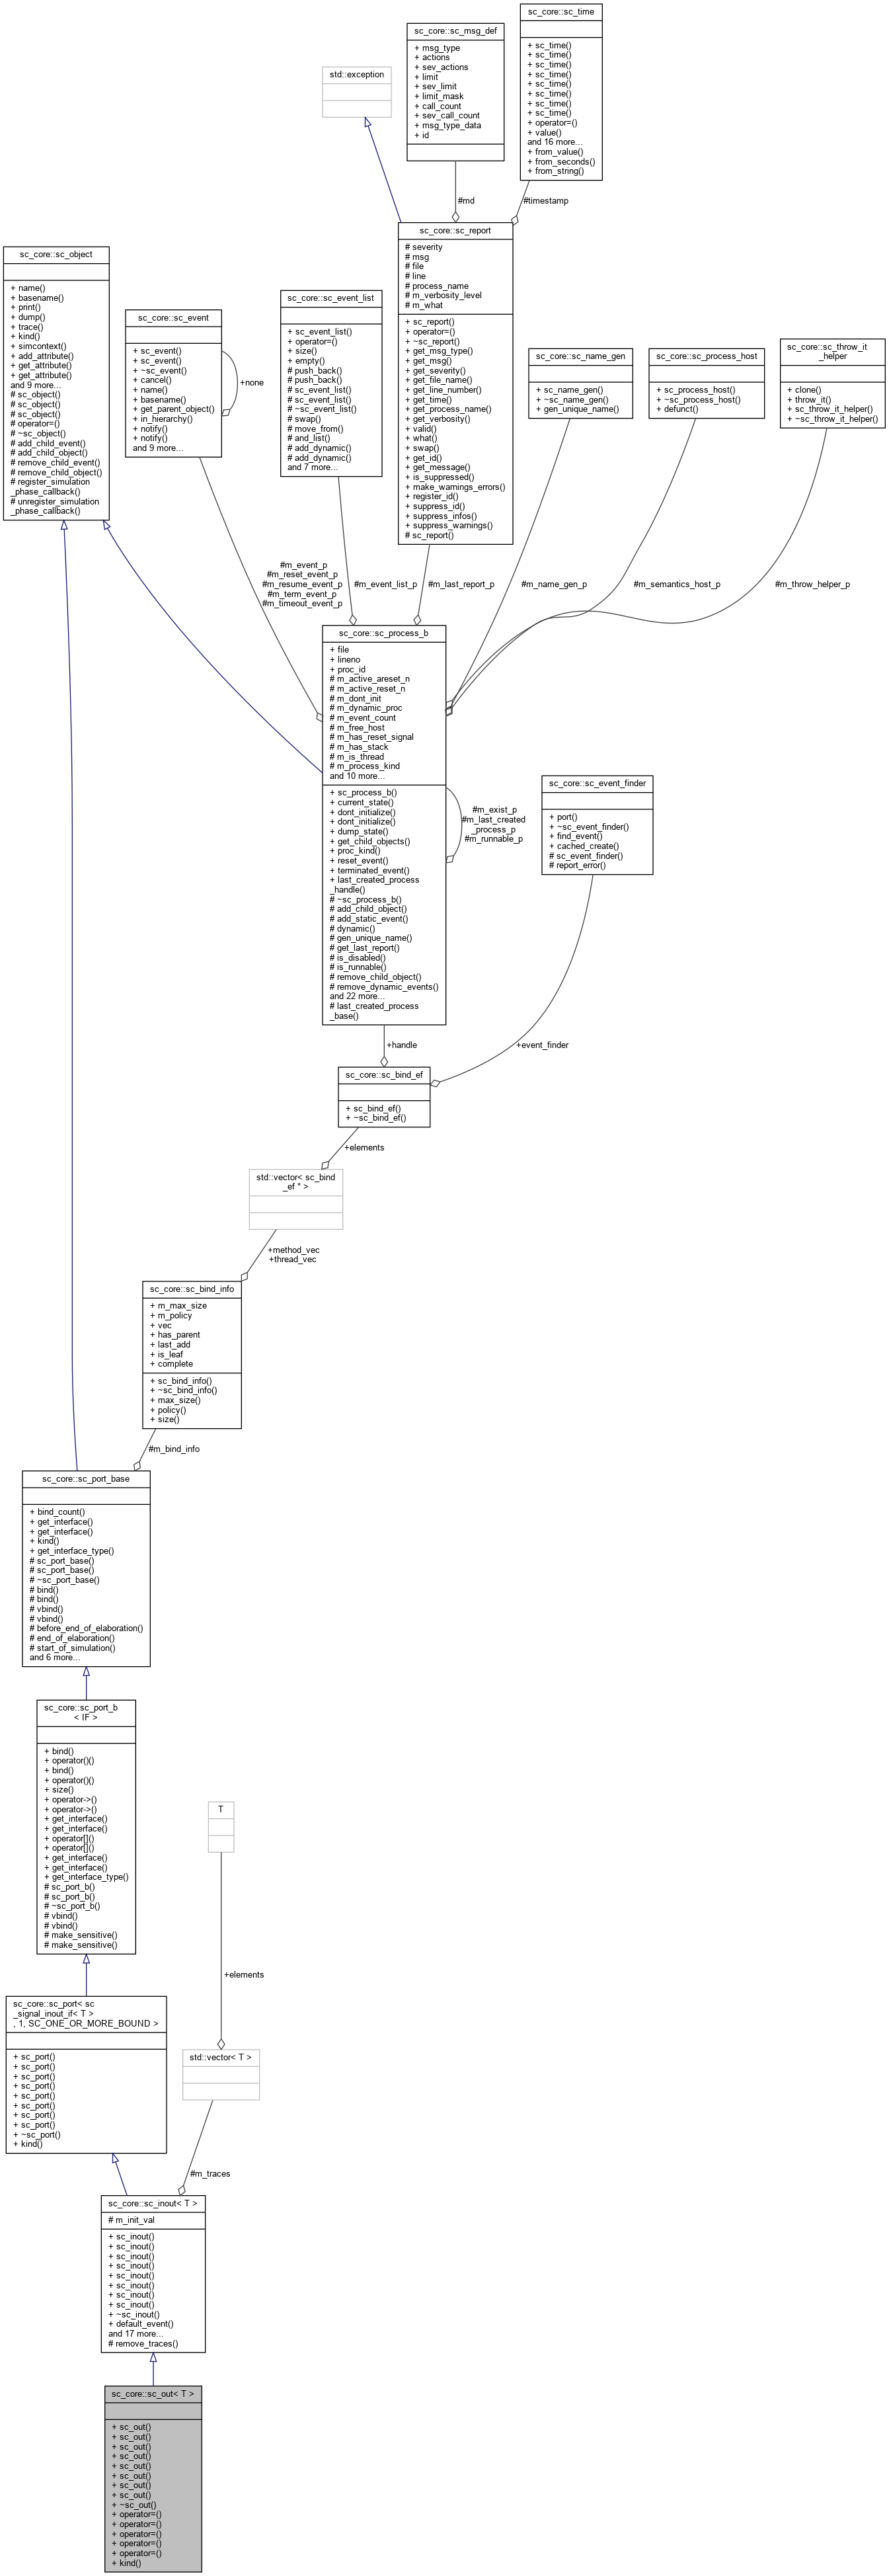 sc_core::sc_time
+ sc_time()
+ sc_time()
+ sc_time()
+ sc_time()
+ sc_time()
+ sc_time()
+ sc_time()
+ sc_time()
+ operator=()
+ value()
and 16 more...
+ from_value()
+ from_seconds()
+ from_string()
sc_core::sc_msg_def
+ msg_type
+ actions
+ sev_actions
+ limit
+ sev_limit
+ limit_mask
+ call_count
+ sev_call_count
+ msg_type_data
+ id
std::exception
#md
#timestamp
sc_core::sc_report
# severity
# msg
# file
# line
# process_name
# m_verbosity_level
# m_what
+ sc_report()
+ operator=()
+ ~sc_report()
+ get_msg_type()
+ get_msg()
+ get_severity()
+ get_file_name()
+ get_line_number()
+ get_time()
+ get_process_name()
+ get_verbosity()
+ valid()
+ what()
+ swap()
+ get_id()
+ get_message()
+ is_suppressed()
+ make_warnings_errors()
+ register_id()
+ suppress_id()
+ suppress_infos()
+ suppress_warnings()
# sc_report()
sc_core::sc_object
+ name()
+ basename()
+ print()
+ dump()
+ trace()
+ kind()
+ simcontext()
+ add_attribute()
+ get_attribute()
+ get_attribute()
and 9 more...
# sc_object()
# sc_object()
# sc_object()
# operator=()
# ~sc_object()
# add_child_event()
# add_child_object()
# remove_child_event()
# remove_child_object()
# register_simulation
_phase_callback()
# unregister_simulation
_phase_callback()
sc_core::sc_event
+ sc_event()
+ sc_event()
+ ~sc_event()
+ cancel()
+ name()
+ basename()
+ get_parent_object()
+ in_hierarchy()
+ notify()
+ notify()
and 9 more...
+none
sc_core::sc_event_list
+ sc_event_list()
+ operator=()
+ size()
+ empty()
# push_back()
# push_back()
# sc_event_list()
# sc_event_list()
# ~sc_event_list()
# swap()
# move_from()
# and_list()
# add_dynamic()
# add_dynamic()
and 7 more...
sc_core::sc_name_gen
+ sc_name_gen()
+ ~sc_name_gen()
+ gen_unique_name()
sc_core::sc_process_host
+ sc_process_host()
+ ~sc_process_host()
+ defunct()
sc_core::sc_throw_it
_helper
+ clone()
+ throw_it()
+ sc_throw_it_helper()
+ ~sc_throw_it_helper()
#m_event_p
#m_reset_event_p
#m_resume_event_p
#m_term_event_p
#m_timeout_event_p
#m_event_list_p
#m_last_report_p
#m_name_gen_p
#m_semantics_host_p
#m_throw_helper_p
sc_core::sc_process_b
+ file
+ lineno
+ proc_id
# m_active_areset_n
# m_active_reset_n
# m_dont_init
# m_dynamic_proc
# m_event_count
# m_free_host
# m_has_reset_signal
# m_has_stack
# m_is_thread
# m_process_kind
and 10 more...
+ sc_process_b()
+ current_state()
+ dont_initialize()
+ dont_initialize()
+ dump_state()
+ get_child_objects()
+ proc_kind()
+ reset_event()
+ terminated_event()
+ last_created_process
_handle()
# ~sc_process_b()
# add_child_object()
# add_static_event()
# dynamic()
# gen_unique_name()
# get_last_report()
# is_disabled()
# is_runnable()
# remove_child_object()
# remove_dynamic_events()
and 22 more...
# last_created_process
_base()
#m_exist_p
#m_last_created
_process_p
#m_runnable_p
sc_core::sc_event_finder
+ port()
+ ~sc_event_finder()
+ find_event()
+ cached_create()
# sc_event_finder()
# report_error()
+handle
+event_finder
sc_core::sc_bind_ef
+ sc_bind_ef()
+ ~sc_bind_ef()
+elements
std::vector< sc_bind
_ef * >
+method_vec
+thread_vec
sc_core::sc_bind_info
+ m_max_size
+ m_policy
+ vec
+ has_parent
+ last_add
+ is_leaf
+ complete
+ sc_bind_info()
+ ~sc_bind_info()
+ max_size()
+ policy()
+ size()
#m_bind_info
sc_core::sc_port_base
+ bind_count()
+ get_interface()
+ get_interface()
+ kind()
+ get_interface_type()
# sc_port_base()
# sc_port_base()
# ~sc_port_base()
# bind()
# bind()
# vbind()
# vbind()
# before_end_of_elaboration()
# end_of_elaboration()
# start_of_simulation()
and 6 more...
sc_core::sc_port_b
< IF >
+ bind()
+ operator()()
+ bind()
+ operator()()
+ size()
+ operator->()
+ operator->()
+ get_interface()
+ get_interface()
+ operator[]()
+ operator[]()
+ get_interface()
+ get_interface()
+ get_interface_type()
# sc_port_b()
# sc_port_b()
# ~sc_port_b()
# vbind()
# vbind()
# make_sensitive()
# make_sensitive()
T
+elements
sc_core::sc_port< sc
_signal_inout_if< T >
, 1, SC_ONE_OR_MORE_BOUND >
+ sc_port()
+ sc_port()
+ sc_port()
+ sc_port()
+ sc_port()
+ sc_port()
+ sc_port()
+ sc_port()
+ ~sc_port()
+ kind()
std::vector< T >
#m_traces
sc_core::sc_inout< T >
# m_init_val
+ sc_inout()
+ sc_inout()
+ sc_inout()
+ sc_inout()
+ sc_inout()
+ sc_inout()
+ sc_inout()
+ sc_inout()
+ ~sc_inout()
+ default_event()
and 17 more...
# remove_traces()
sc_core::sc_out< T >
+ sc_out()
+ sc_out()
+ sc_out()
+ sc_out()
+ sc_out()
+ sc_out()
+ sc_out()
+ sc_out()
+ ~sc_out()
+ operator=()
+ operator=()
+ operator=()
+ operator=()
+ operator=()
+ kind()